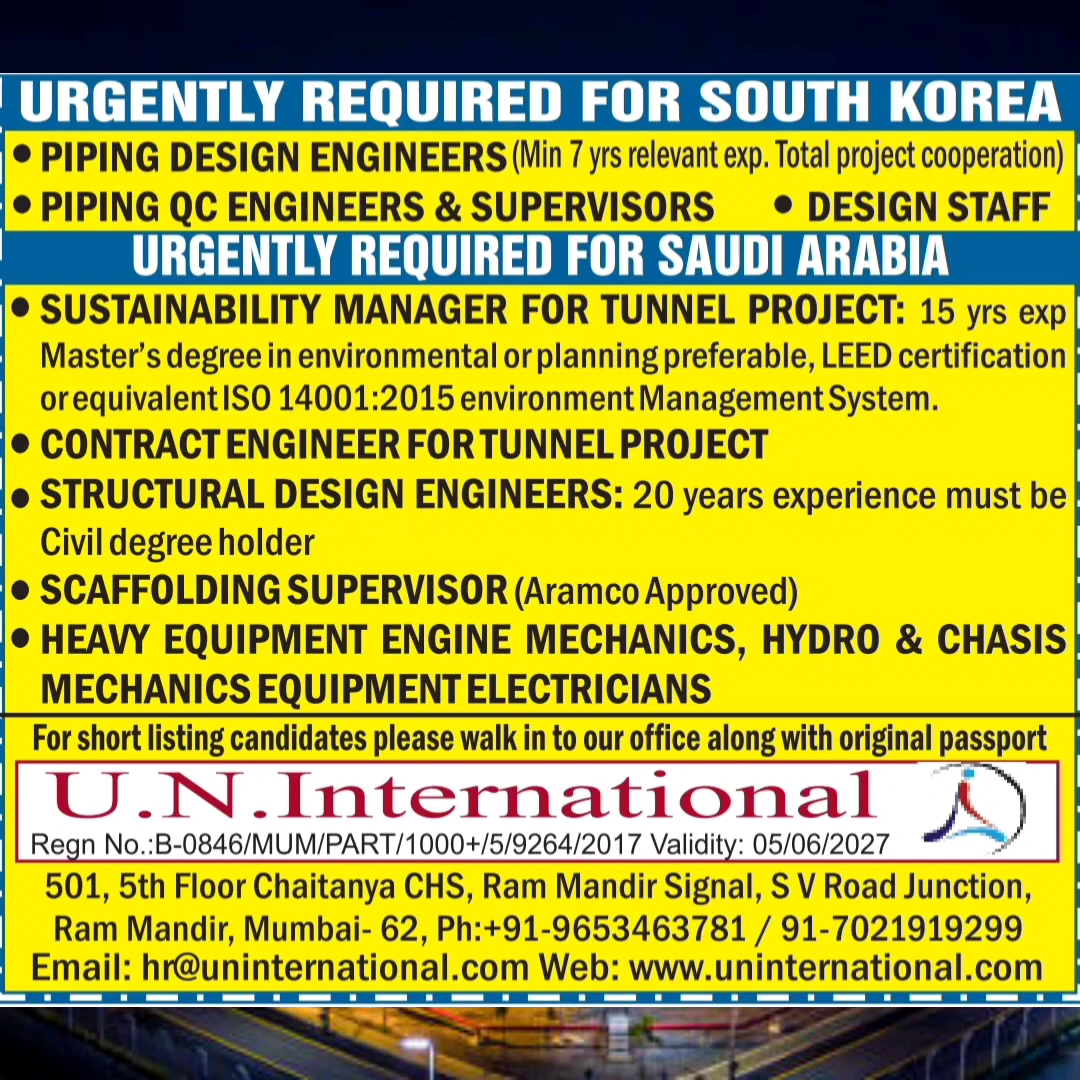 URGENTLY REQUIRED FOR SOUTH KOREA
• PIPING DESIGN ENGINEERS (Min 7 yrs relevant exp. Total project cooperation)
• PIPING QC ENGINEERS & SUPERVISORS • DESIGN STAFF
URGENTLY REQUIRED FOR SAUDI ARABIA
• SUSTAINABILITY MANAGER FOR TUNNEL PROJECT: 15 yrs exp
Master's degree in environmental or planning preferable, LEED certification
or equivalent ISO 14001:2015 environment Management System.
• CONTRACT ENGINEER FOR TUNNEL PROJECT
• STRUCTURAL DESIGN ENGINEERS: 20 years experience must be
Civil degree holder
• SCAFFOLDING SUPERVISOR (Aramco Approved)
• HEAVY EQUIPMENT ENGINE MECHANICS, HYDRO & CHASIS
MECHANICS EQUIPMENT ELECTRICIANS
For short listing candidates please walk in to our office along with original passport
U.N.International
Regn No.:B-0846/MUM/PART/1000+/5/9264/2017 Validity: 05/06/2027
501, 5th Floor Chaitanya CHS, Ram Mandir Signal, S V Road Junction,
Ram Mandir, Mumbai- 62, Ph:+91-9653463781 / 91-7021919299
Email: hr@uninternational.com Web: www.uninternational.com